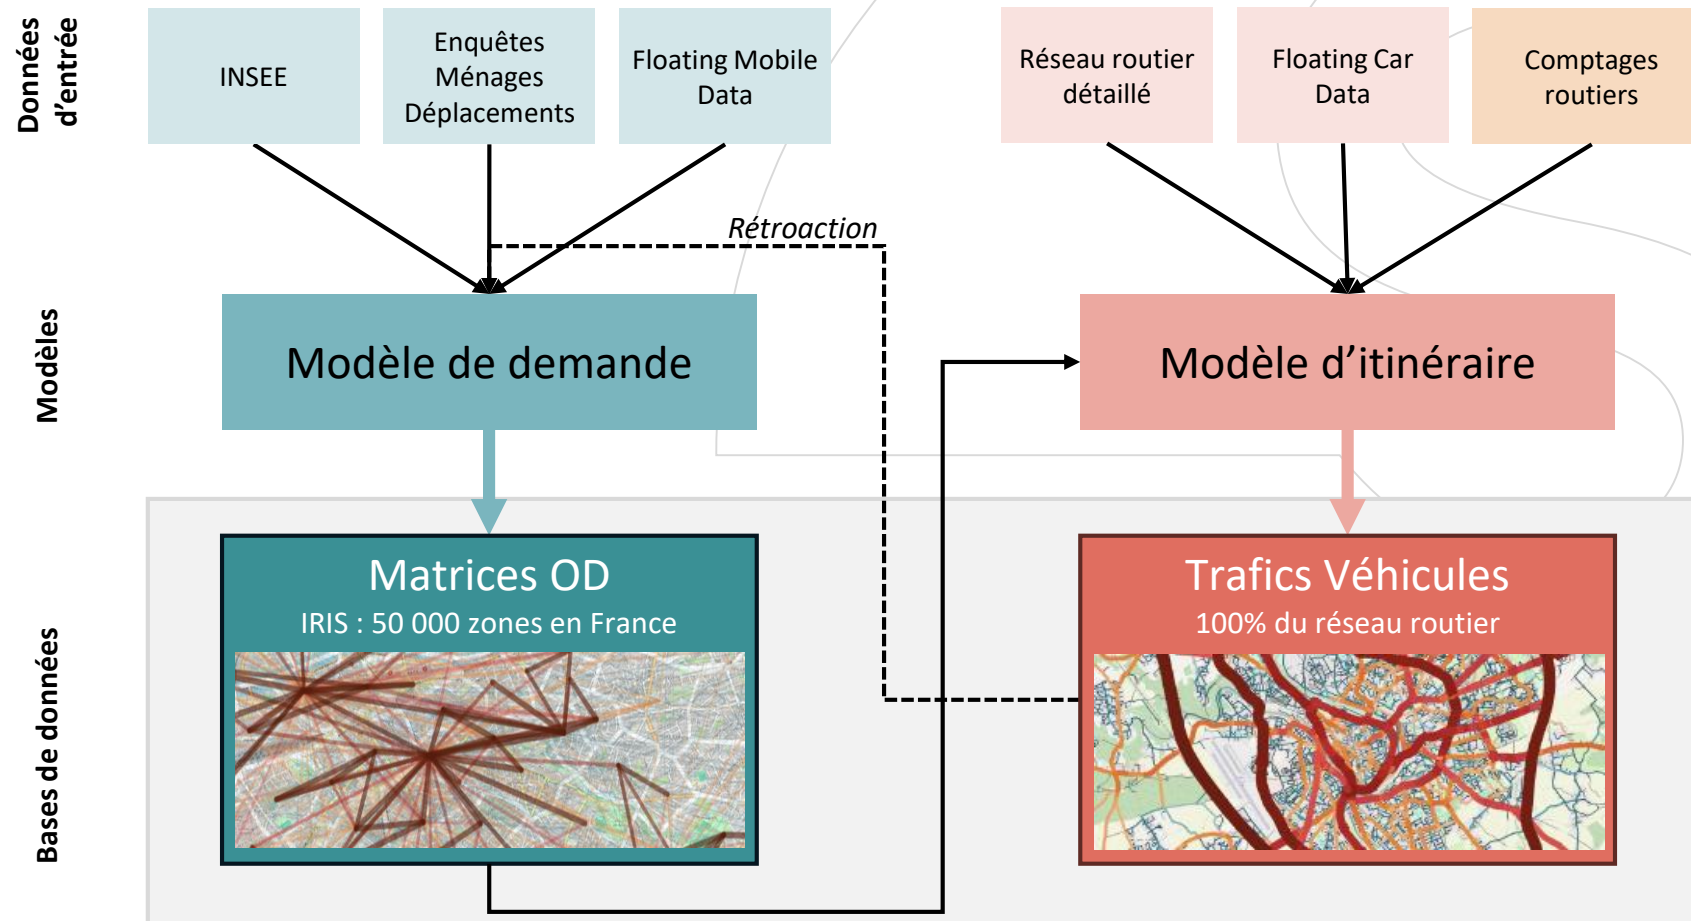 Données
d'entrée
INSEE
Enquêtes
Ménages
Déplacements
Floating Mobile
Data
Réseau routier
détaillé
Floating Car
Data
Comptages
routiers
Rétroaction
Modèles
Modèle de demande
Modèle d’itinéraire
Bases de données
Matrices OD
IRIS : 50 000 zones en France
Trafics Véhicules
100% du réseau routier